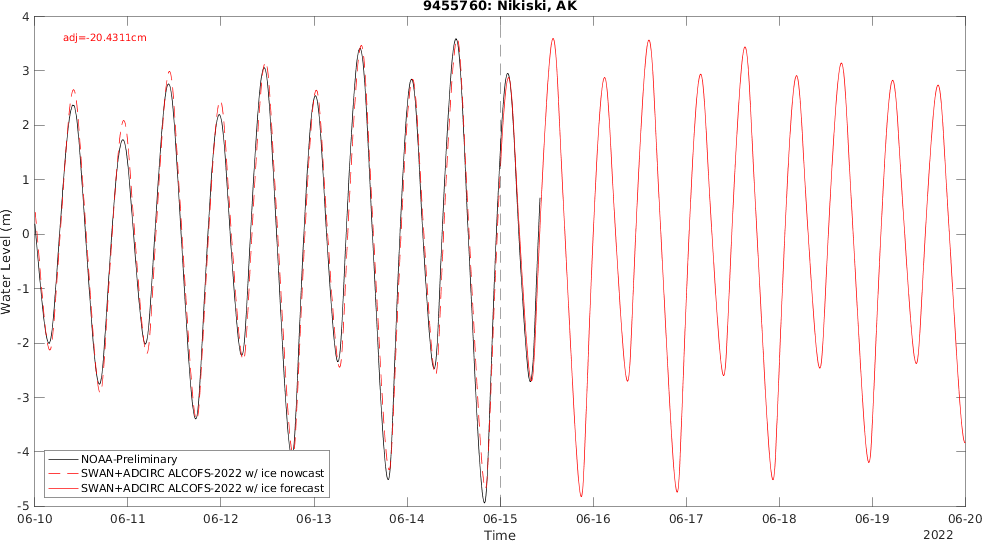 9455760: Nikiski, AK
adj=-20.4311cm
4
3
2
1
0
-1
-2
-3
-4
-5
Water Level (m)
NOAA-Preliminary
SWAN+ADCIRC ALCOFS-2022 w/ ice nowcast
SWAN+ADCIRC ALCOFS-2022 w/ ice forecast
06-10 06-11 06-12 06-13 06-14 06-15 06-16 06-17 06-18 06-19 06-20
Time
2022